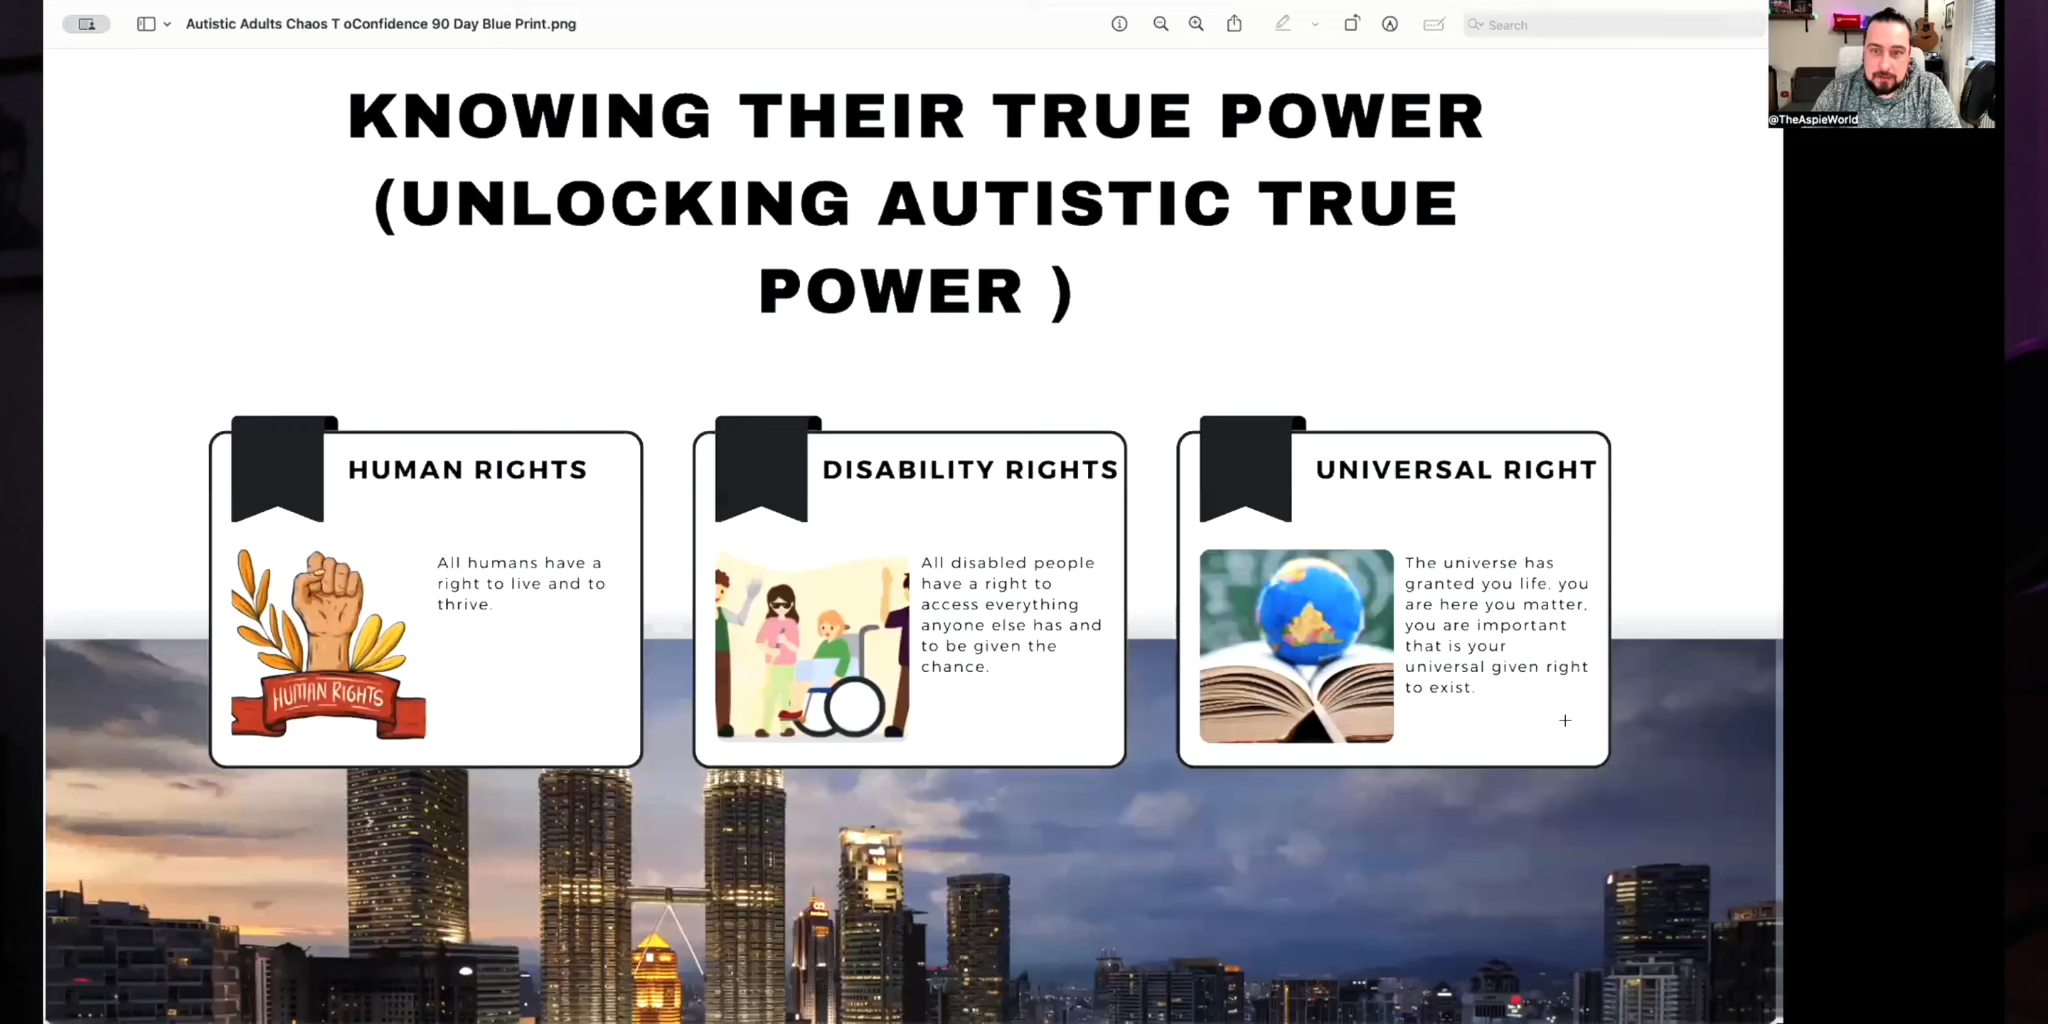 Autistic Adults Chaos T oConfidence 90 Day Blue Print.png
Search
@TheAspieWorld
KNOWING THEIR TRUE POWER
(UNLOCKING AUTISTIC TRUE
POWER )
HUMAN RIGHTS
All humans have a
right to live and to
thrive.
HUMAN RIGHTS
DISABILITY RIGHTS
All disabled people
have a right to
access everything
anyone else has and
to be given the
chance.
UNIVERSAL RIGHT
The universe has
granted you life, you
are here you matter,
you are important
that is your
universal given right
to exist.